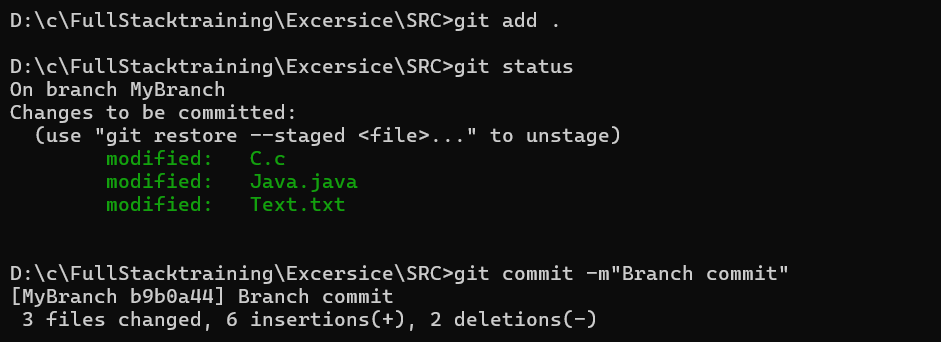 D:\c\FullStacktraining\Excersice\SRC>git add .
D:\c\FullStacktraining\Excersice\SRC>git status
On branch MyBranch
Changes to be committed:
  (use "git restore --staged <file>..." to unstage)
        modified:   C.c
        modified:   Java.java
        modified:   Text.txt
D:\c\FullStacktraining\Excersice\SRC>git commit -m"Branch commit"
[MyBranch b9b0a44] Branch commit
 3 files changed, 6 insertions(+), 2 deletions(-)